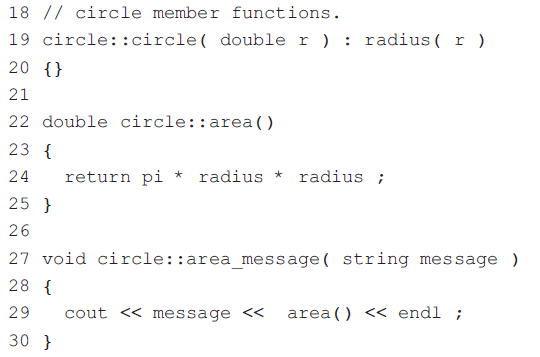 18 // circle member functions.
19 circle::circle( double r ) : radius( r )
20 {}
21
22 double circle::area()
23 {
24   return pi * radius * radius ;
25 }
26
27 void circle::area_message( string message )
28 {
29   cout << message <<  area() << endl ;
30 }